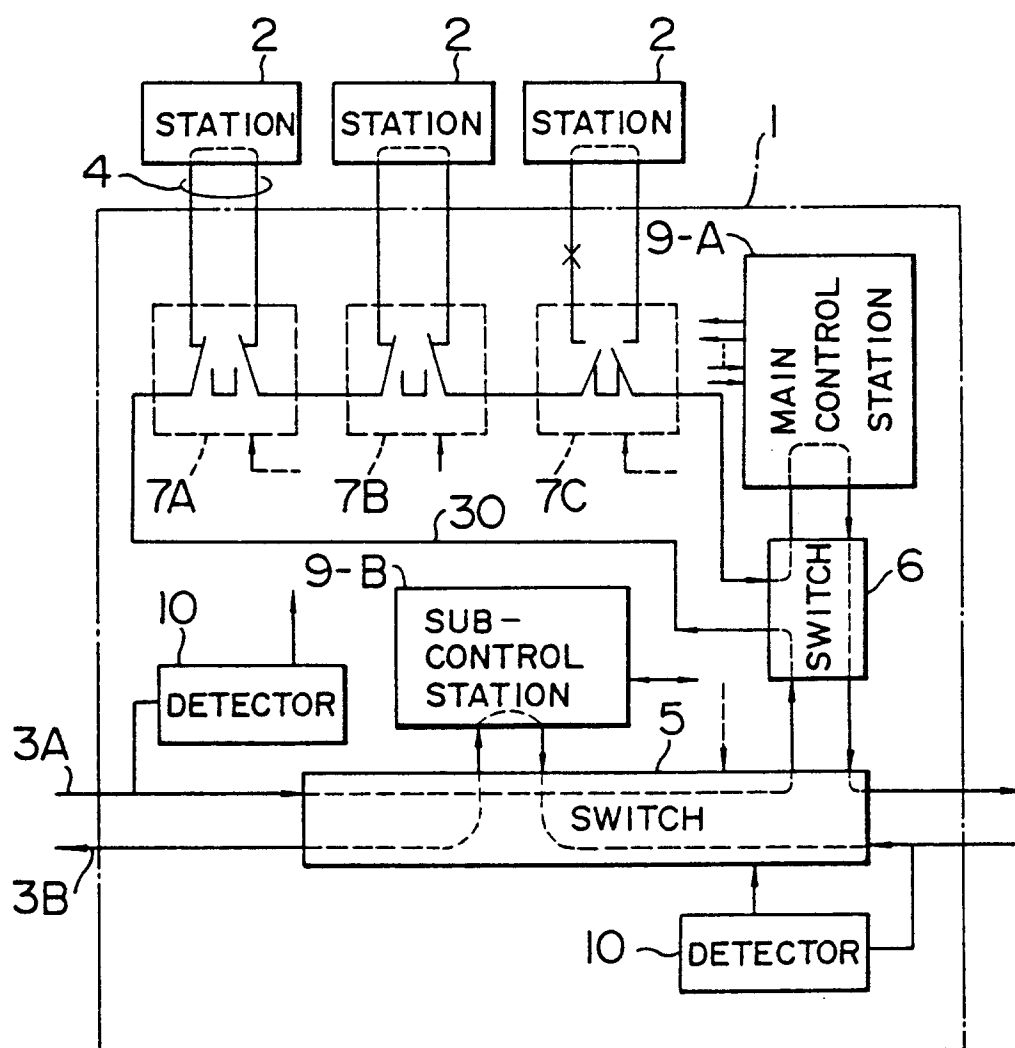 2 2 2
STATION STATION STATION
1
4
9-A
MAIN
CONTROL
STATION
7A 7B 7C
30
6
SWITCH
9-B
SUB-
CONTROL
STATION
10
DETECTOR
5
3A
SWITCH
3B
10
DETECTOR